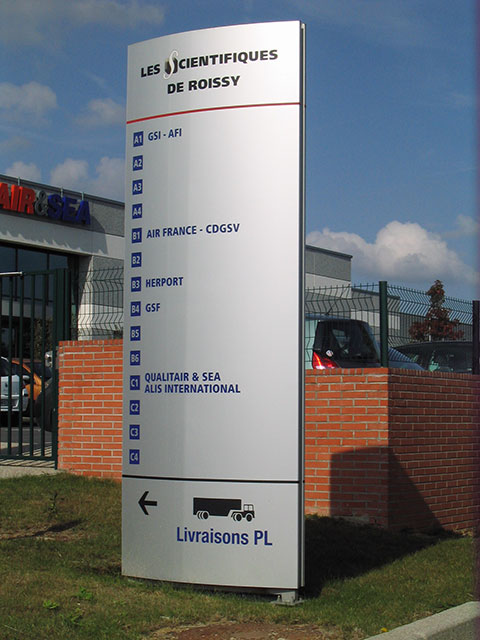 LES SCIENTIFIQUES
DE ROISSY
A1 GSI - AFI
A2
A3
A4
B1 AIR FRANCE - CDGSV
B2
B3 HERPORT
B4 GSF
B5
B6
C1 QUALITAIR & SEA
ALIS INTERNATIONAL
C2
C3
C4
Livraisons PL
AIR&SEA